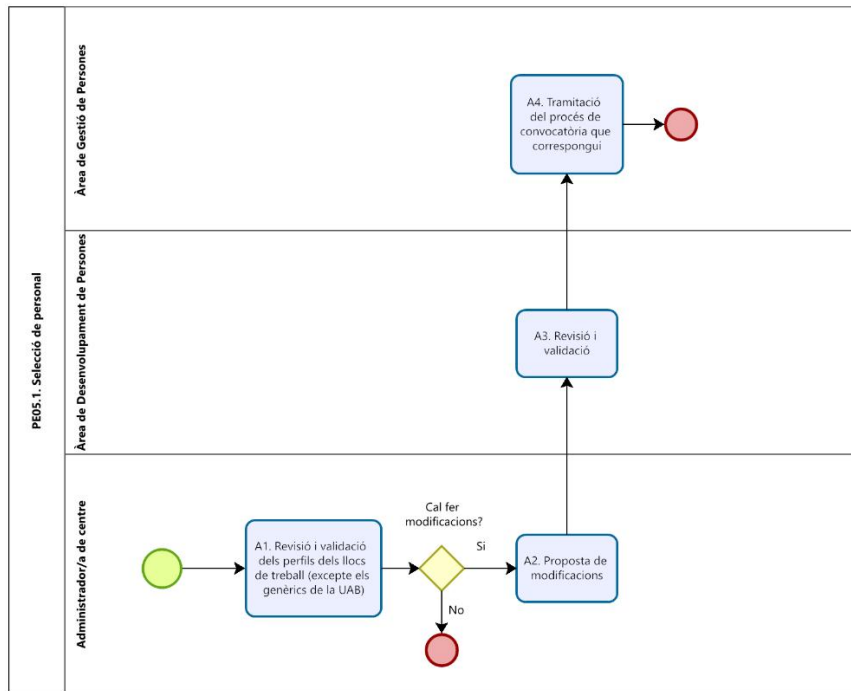 PE05.1. Selecció de personal
Àrea de Gestió de Persones
A4. Tramitació
del procés de
convocatòria que
correspongui
Àrea de Desenvolupament de Persones
A3. Revisió i
validació
Administrador/a de centre
A1. Revisió i validació
dels perfils dels llocs
de treball (excepte els
genèrics de la UAB)
Cal fer
modificacions?
Si
No
A2. Proposta de
modificacions